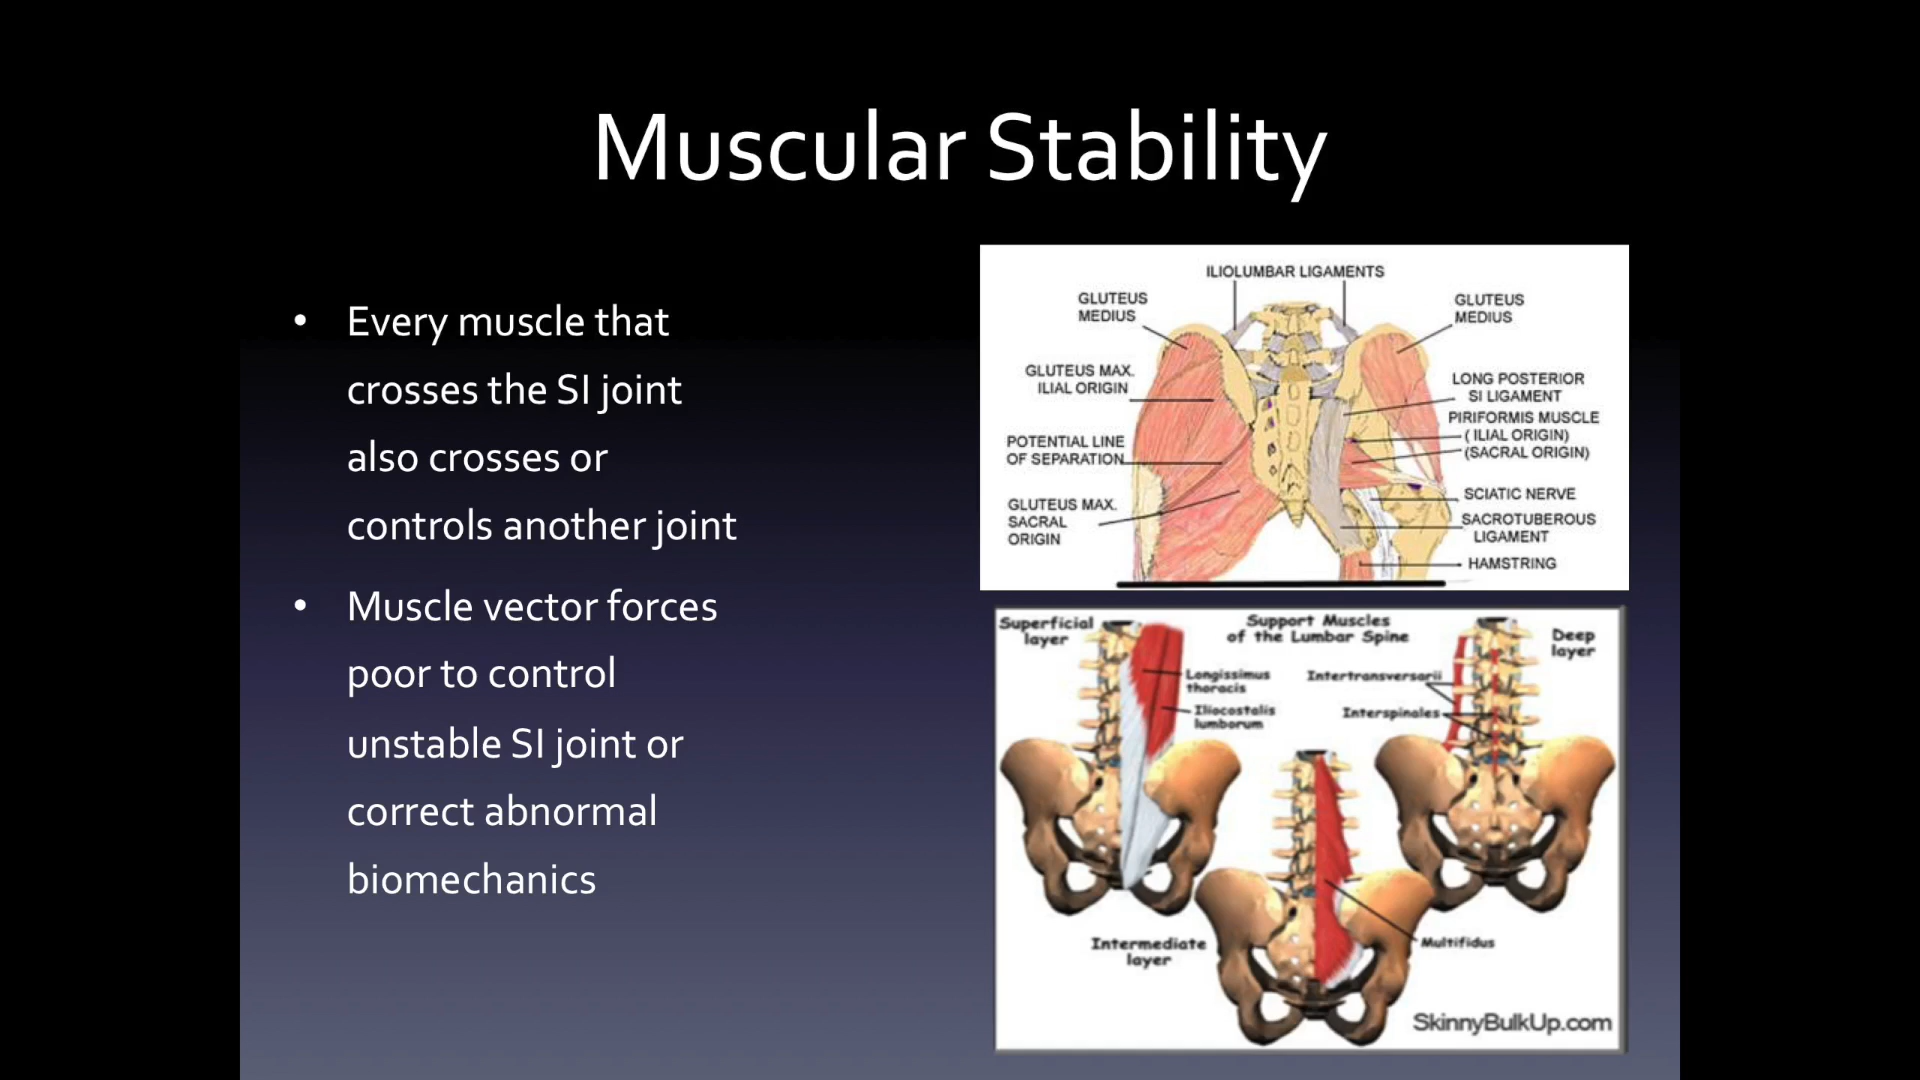 Muscular Stability
• Every muscle that
crosses the SI joint
also crosses or
controls another joint
• Muscle vector forces
poor to control
unstable SI joint or
correct abnormal
biomechanics
ILIOLUMBAR LIGAMENTS
GLUTEUS
MEDIUS
GLUTEUS
MEDIUS
GLUTEUS MAX.
ILIAL ORIGIN
LONG POSTERIOR
SI LIGAMENT
PIRIFORMIS MUSCLE
( ILIAL ORIGIN)
(SACRAL ORIGIN)
POTENTIAL LINE
OF SEPARATION
GLUTEUS MAX.
SACRAL
ORIGIN
SCIATIC NERVE
SACROTUBEROUS
LIGAMENT
HAMSTRING
Superficial
layer
Support Muscles
of the Lumbar Spine
Deep
layer
Longissimus
thoracis
Iliocostalis
lumborum
Intertransversarii
Interspinales
Intermediate
layer
Multifidus
SkinnyBulkUp.com